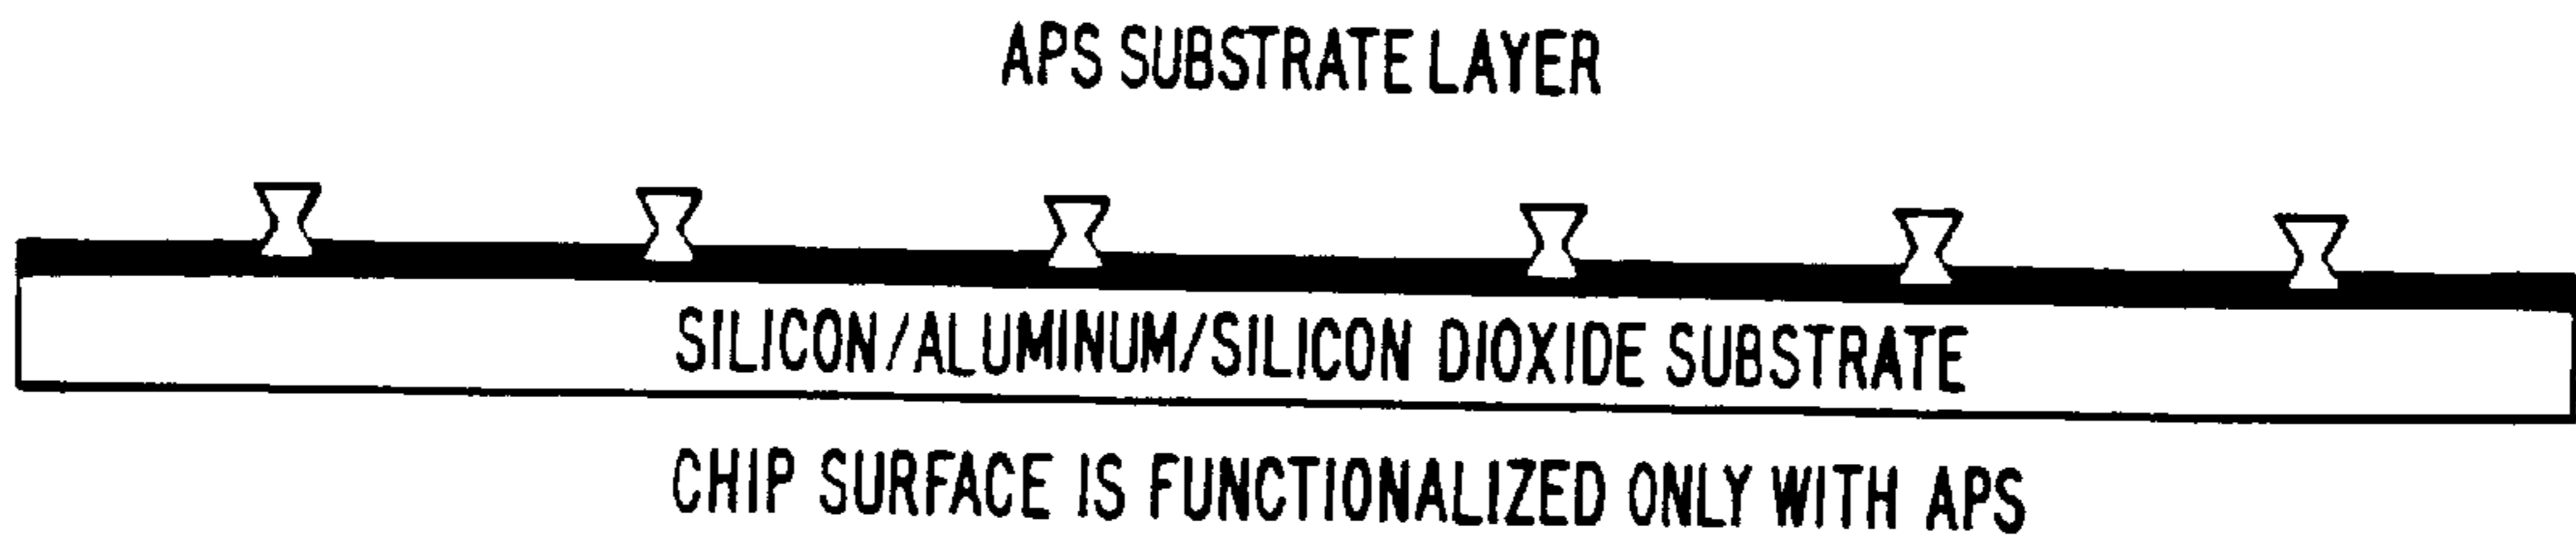 APS SUBSTRATE LAYER
SILICON/ALUMINUM/SILICON DIOXIDE SUBSTRATE
CHIP SURFACE IS FUNCTIONALIZED ONLY WITH APS